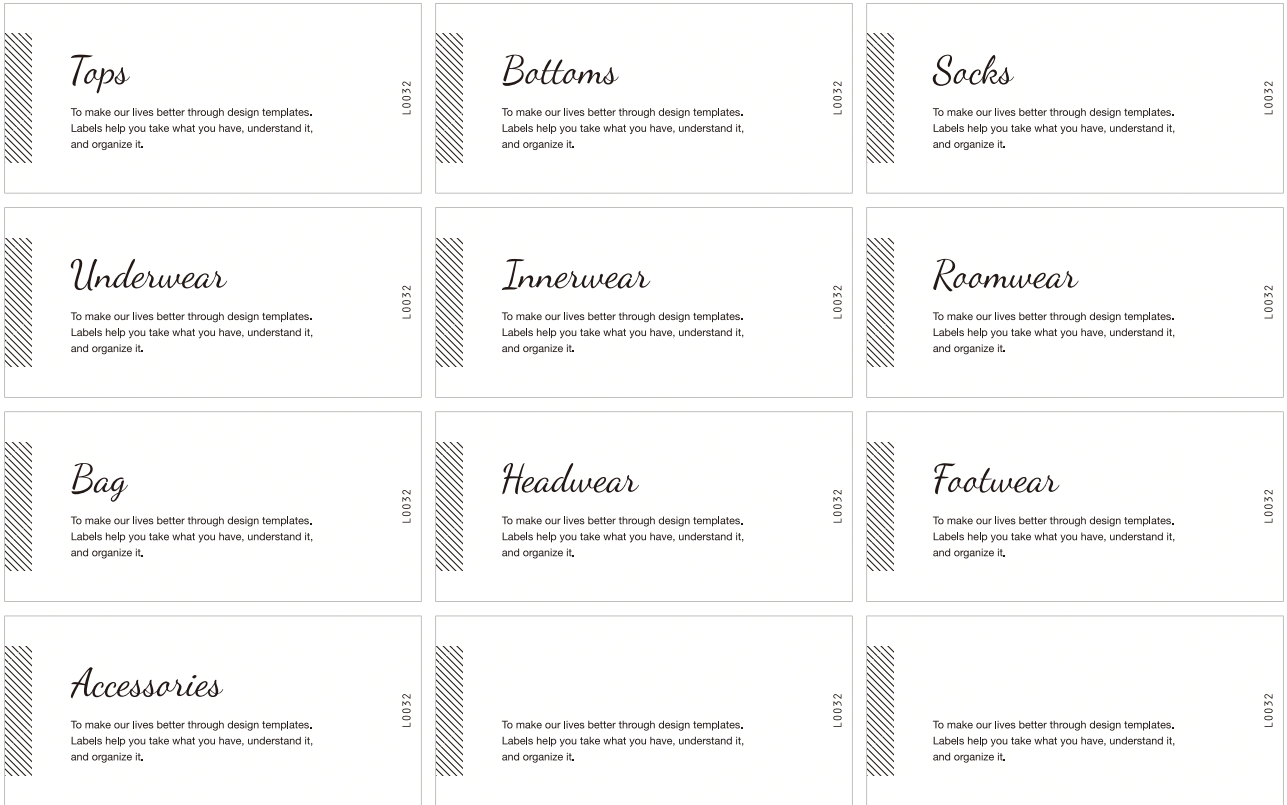 Tops
To make our lives better through design templates.
Labels help you take what you have, understand it,
and organize it.
L0032
Bottoms
To make our lives better through design templates.
Labels help you take what you have, understand it,
and organize it.
L0032
Socks
To make our lives better through design templates.
Labels help you take what you have, understand it,
and organize it.
L0032
Underwear
To make our lives better through design templates.
Labels help you take what you have, understand it,
and organize it.
L0032
Innerwear
To make our lives better through design templates.
Labels help you take what you have, understand it,
and organize it.
L0032
Roomwear
To make our lives better through design templates.
Labels help you take what you have, understand it,
and organize it.
L0032
Bag
To make our lives better through design templates.
Labels help you take what you have, understand it,
and organize it.
L0032
Headwear
To make our lives better through design templates.
Labels help you take what you have, understand it,
and organize it.
L0032
Footwear
To make our lives better through design templates.
Labels help you take what you have, understand it,
and organize it.
L0032
Accessories
To make our lives better through design templates.
Labels help you take what you have, understand it,
and organize it.
L0032
To make our lives better through design templates.
Labels help you take what you have, understand it,
and organize it.
L0032
To make our lives better through design templates.
Labels help you take what you have, understand it,
and organize it.
L0032